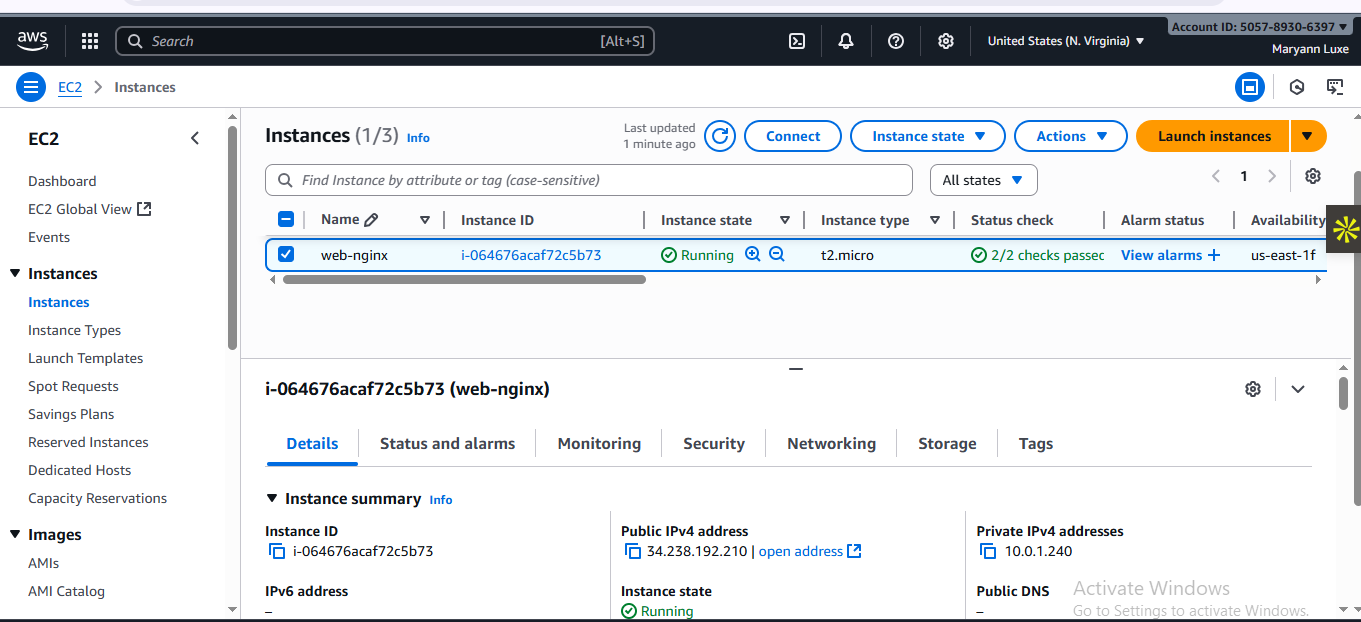 aws
Search [Alt+S]
United States (N. Virginia)
Account ID: 5057-8930-6397
Maryann Luxe
EC2 Instances
EC2
Dashboard
EC2 Global View
Events
Instances
Instances
Instance Types
Launch Templates
Spot Requests
Savings Plans
Reserved Instances
Dedicated Hosts
Capacity Reservations
Images
AMIs
AMI Catalog
Instances (1/3) Info
Last updated
1 minute ago
Connect
Instance state
Actions
Launch instances
Find Instance by attribute or tag (case-sensitive)
All states
1
Name Instance ID Instance state Instance type Status check Alarm status Availability
web-nginx i-064676acaf72c5b73 Running t2.micro 2/2 checks passed View alarms + us-east-1f
i-064676acaf72c5b73 (web-nginx)
Details Status and alarms Monitoring Security Networking Storage Tags
Instance summary Info
Instance ID
i-064676acaf72c5b73
Public IPv4 address
34.238.192.210 | open address
Private IPv4 addresses
10.0.1.240
IPv6 address
–
Instance state
Running
Public DNS
–
Activate Windows
Go to Settings to activate Windows.